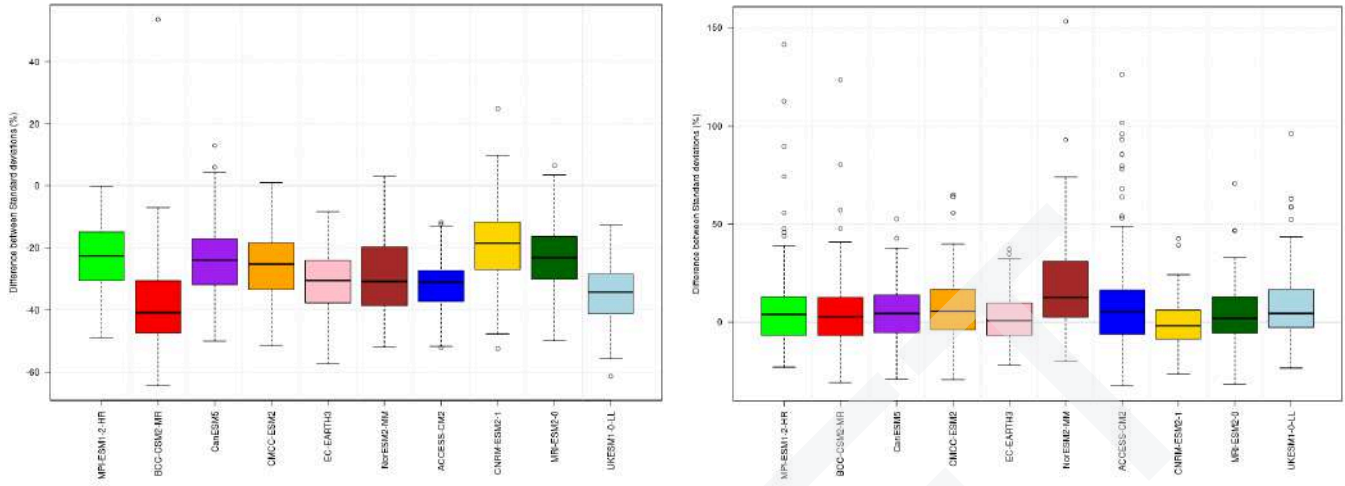 Difference between Standard deviations (%)
40
20
0
-20
-40
-60
MPI-ESM1-2-HR
BCC-CSM2-MR
CanESM5
CMCC-ESM2
EC-EARTH3
NorESM2-MM
ACCESS-CM2
CNRM-ESM2-1
MRI-ESM2-0
UKESM1-0-LL
Difference between Standard deviations (%)
150
100
50
0
MPI-ESM1-2-HR
BCC-CSM2-MR
CanESM5
CMCC-ESM2
EC-EARTH3
NorESM2-MM
ACCESS-CM2
CNRM-ESM2-1
MRI-ESM2-0
UKESM1-0-LL